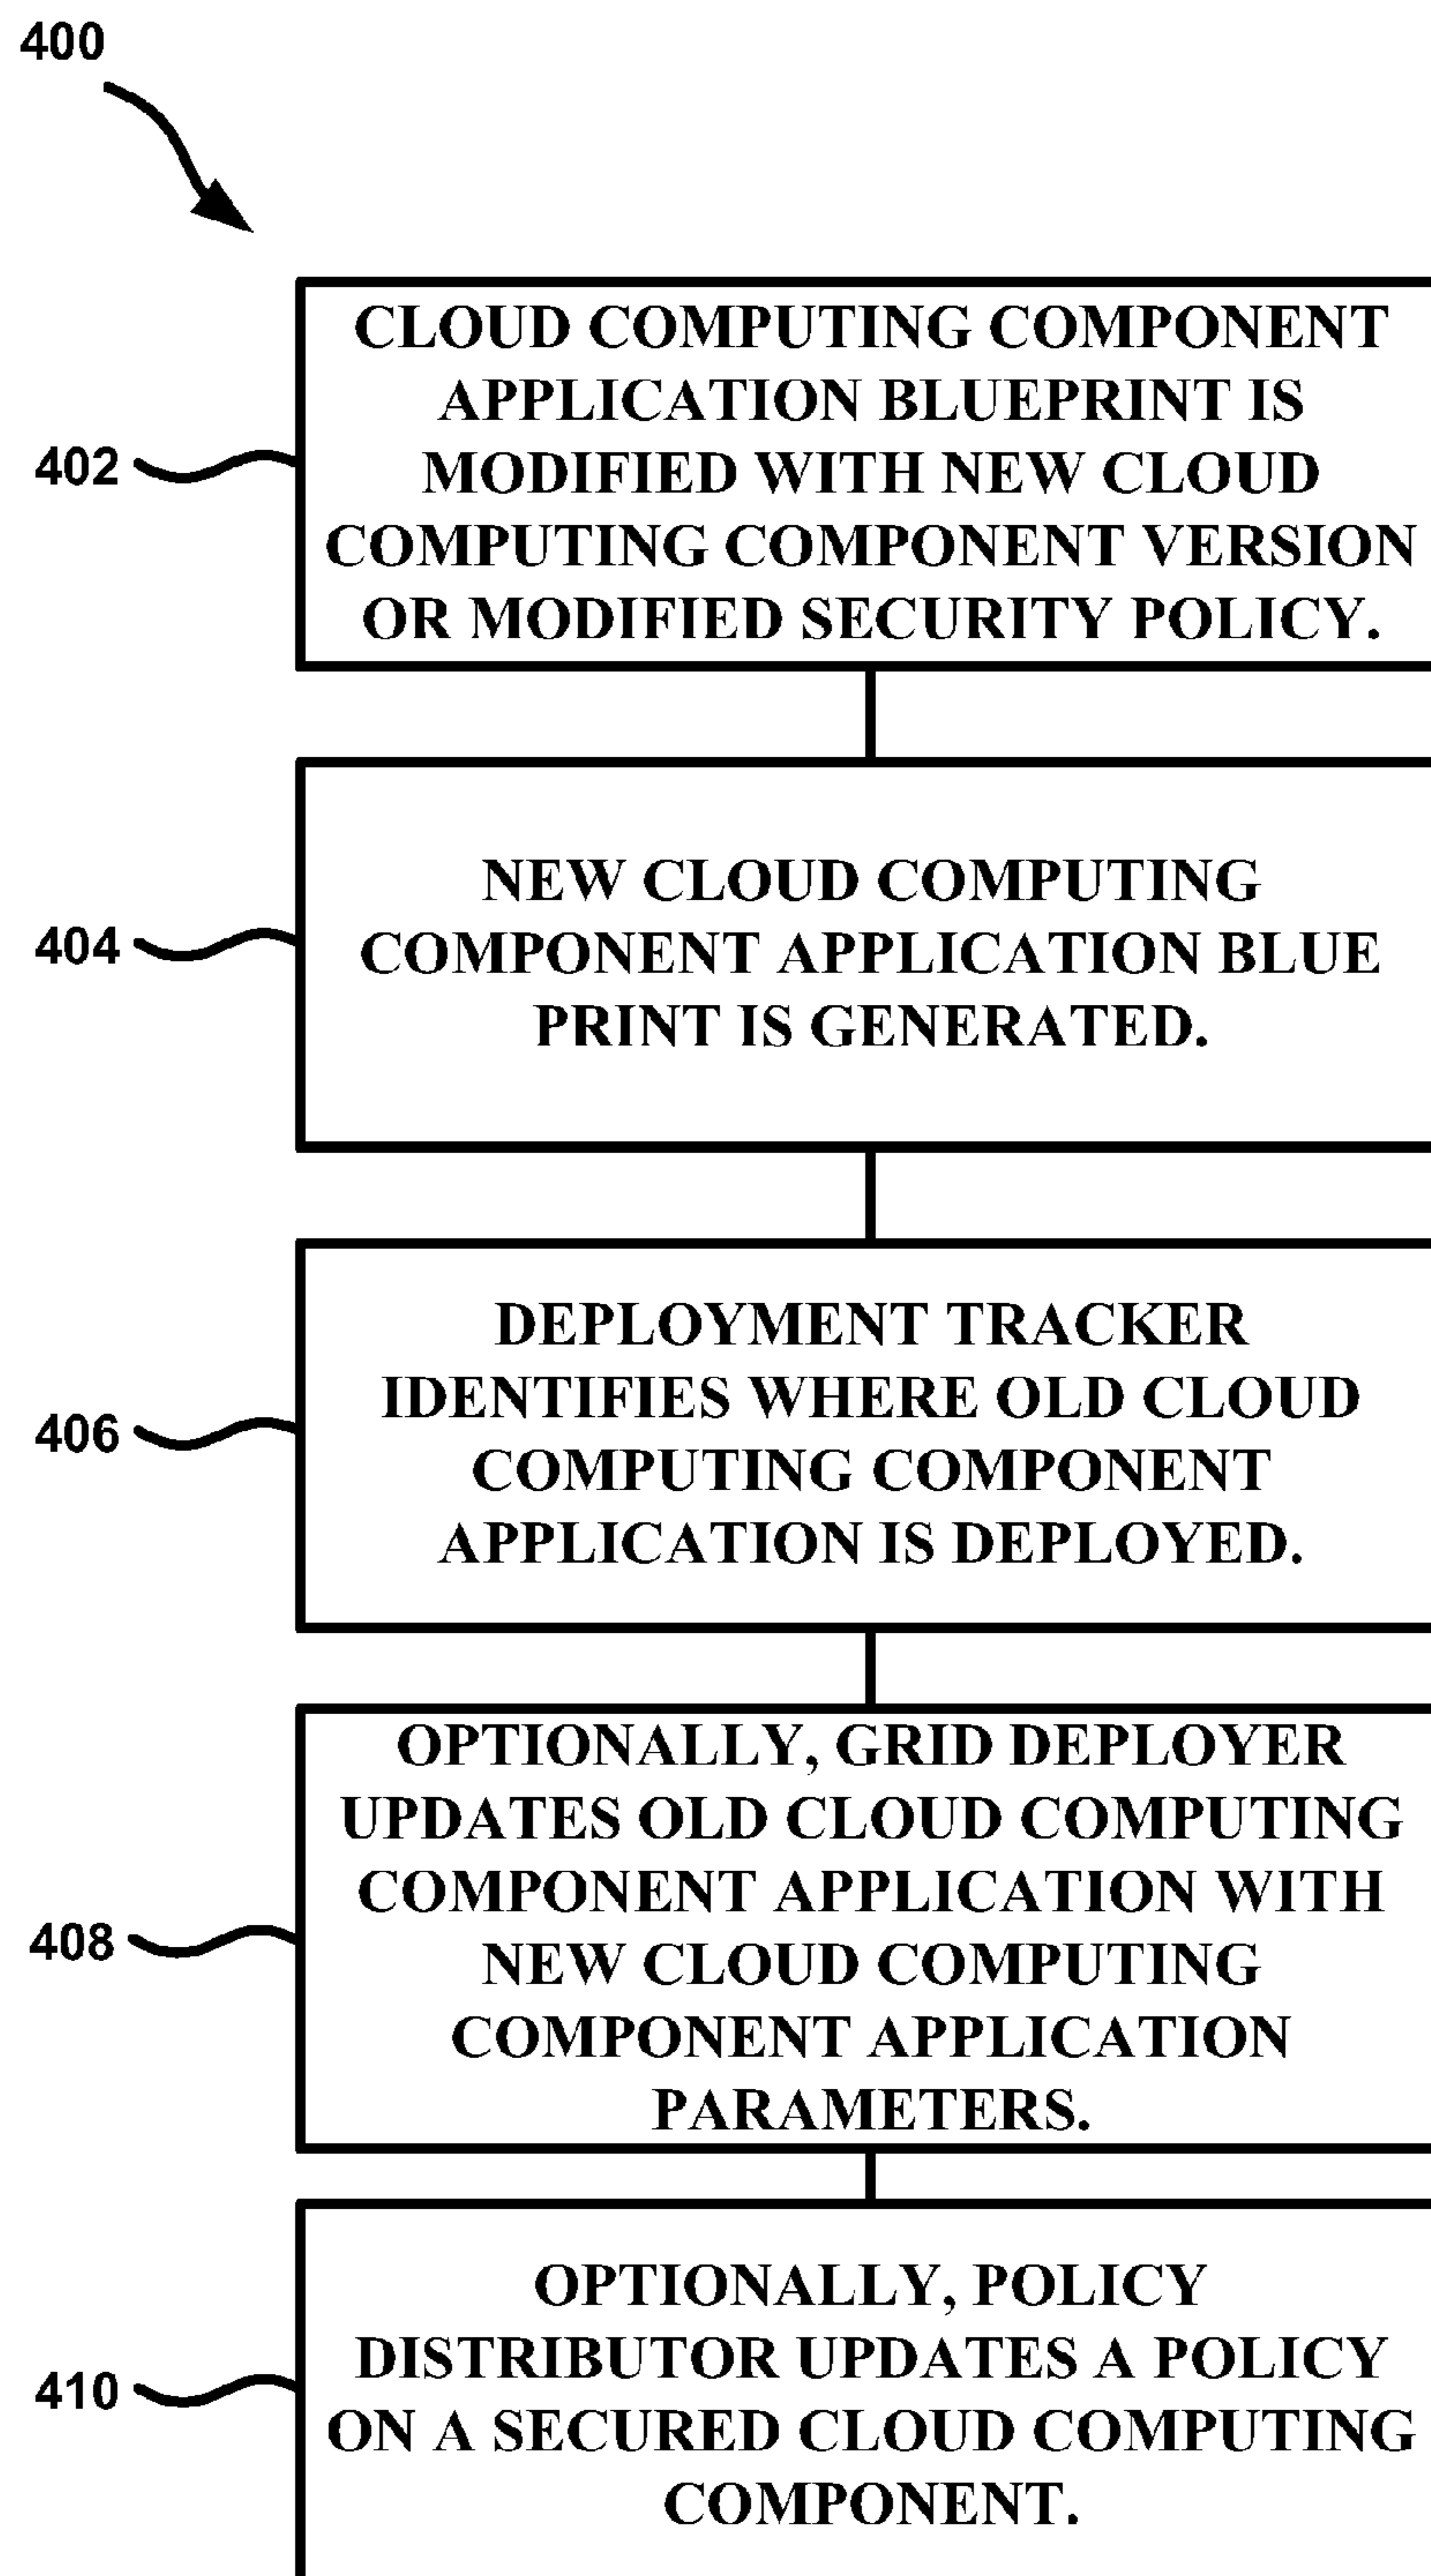 400
CLOUD COMPUTING COMPONENT
APPLICATION BLUEPRINT IS
MODIFIED WITH NEW CLOUD
COMPUTING COMPONENT VERSION
OR MODIFIED SECURITY POLICY.
402
NEW CLOUD COMPUTING
COMPONENT APPLICATION BLUE
PRINT IS GENERATED.
404
DEPLOYMENT TRACKER
IDENTIFIES WHERE OLD CLOUD
COMPUTING COMPONENT
APPLICATION IS DEPLOYED.
406
OPTIONALLY, GRID DEPLOYER
UPDATES OLD CLOUD COMPUTING
COMPONENT APPLICATION WITH
NEW CLOUD COMPUTING
COMPONENT APPLICATION
PARAMETERS.
408
OPTIONALLY, POLICY
DISTRIBUTOR UPDATES A POLICY
ON A SECURED CLOUD COMPUTING
COMPONENT.
410